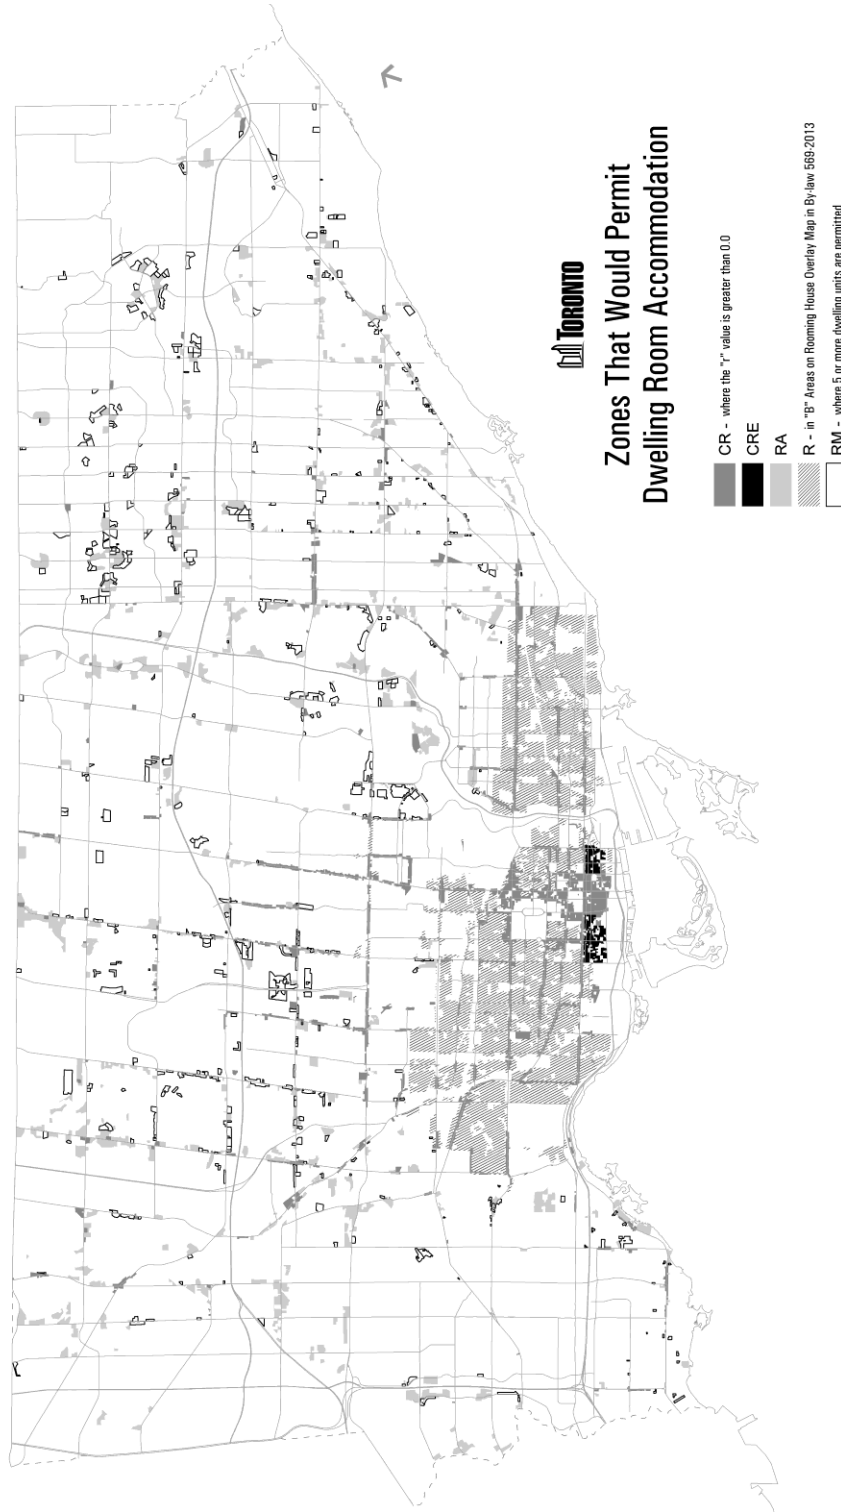 TORONTO
Zones That Would Permit
Dwelling Room Accommodation
CR - where the "r" value is greater than 0.0
CRE
RA
R - in "B" Areas on Rooming House Overlay Map in By-law 569-2013
RM - where 5 or more dwelling units are permitted